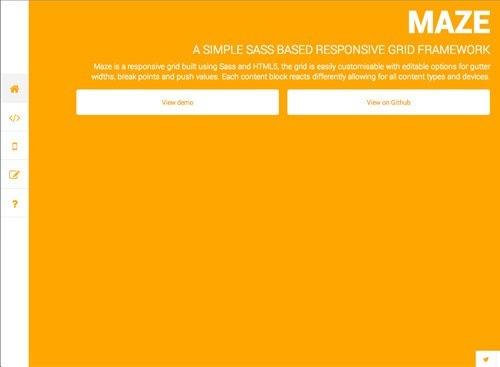 MAZE
A SIMPLE SASS BASED RESPONSIVE GRID FRAMEWORK
Maze is a responsive grid built using Sass and HTML5, the grid is easily customisable with editable options for gutter
widths, break points and push values. Each content block reacts differently allowing for all content types and devices.
View demo
View on Github